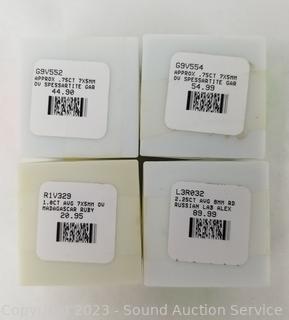 G9V552
APPROX .75CT 7X5MM
OV SPESSARTITE GAR
44.90
G9V554
APPROX .75CT 7X5MM
OV SPESSARTITE GAR
54.99
R1V329
1.0CT AVG 7X5MM OV
MADAGASCAR RUBY
20.95
L3R032
2.25CT AVG 8MM RD
RUSSIAN LAB ALEX
89.99
Copyright 2023 - Sound Auction Service